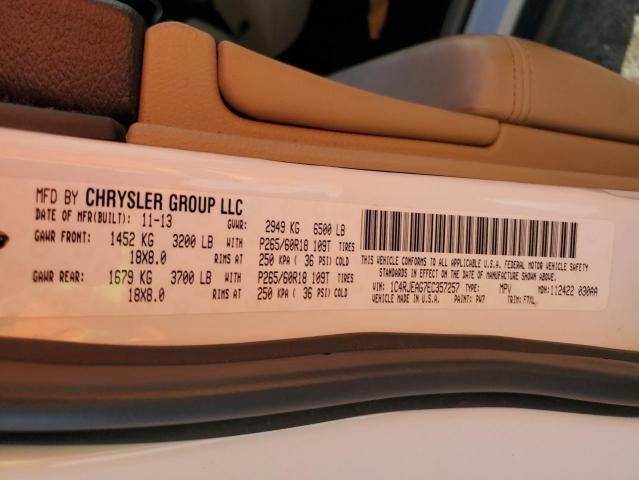 MFD BY CHRYSLER GROUP LLC
DATE OF MFR(BUILT): 11-13 GVWR: 2949 KG 6500 LB
GAWR FRONT: 1452 KG 3200 LB WITH P265/60R18 109T TIRES
18X8.0 RIMS AT 250 KPA ( 36 PSI) COLD
GAWR REAR: 1679 KG 3700 LB WITH P265/60R18 109T TIRES
18X8.0 RIMS AT 250 KPA ( 36 PSI) COLD
THIS VEHICLE CONFORMS TO ALL APPLICABLE U.S.A. FEDERAL MOTOR VEHICLE SAFETY
STANDARDS IN EFFECT ON THE DATE OF MANUFACTURE SHOWN ABOVE.
VIN: 1C4RJEAG7EC357257 TYPE: MPV MDH: 112422 030AA
VEHICLE MADE IN U.S.A. PAINT: PW7 TRIM: F7XL